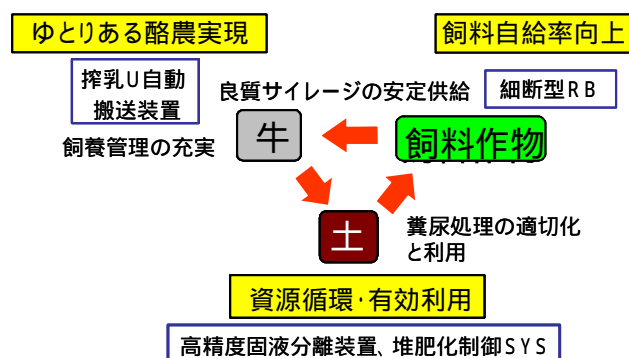 ゆとりある酪農実現
飼料自給率向上
搾乳U自動
搬送装置
良質サイレージの安定供給
細断型RB
飼養管理の充実
牛
飼料作物
土
糞尿処理の適切化
と利用
資源循環・有効利用
高精度固液分離装置、堆肥化制御SYS